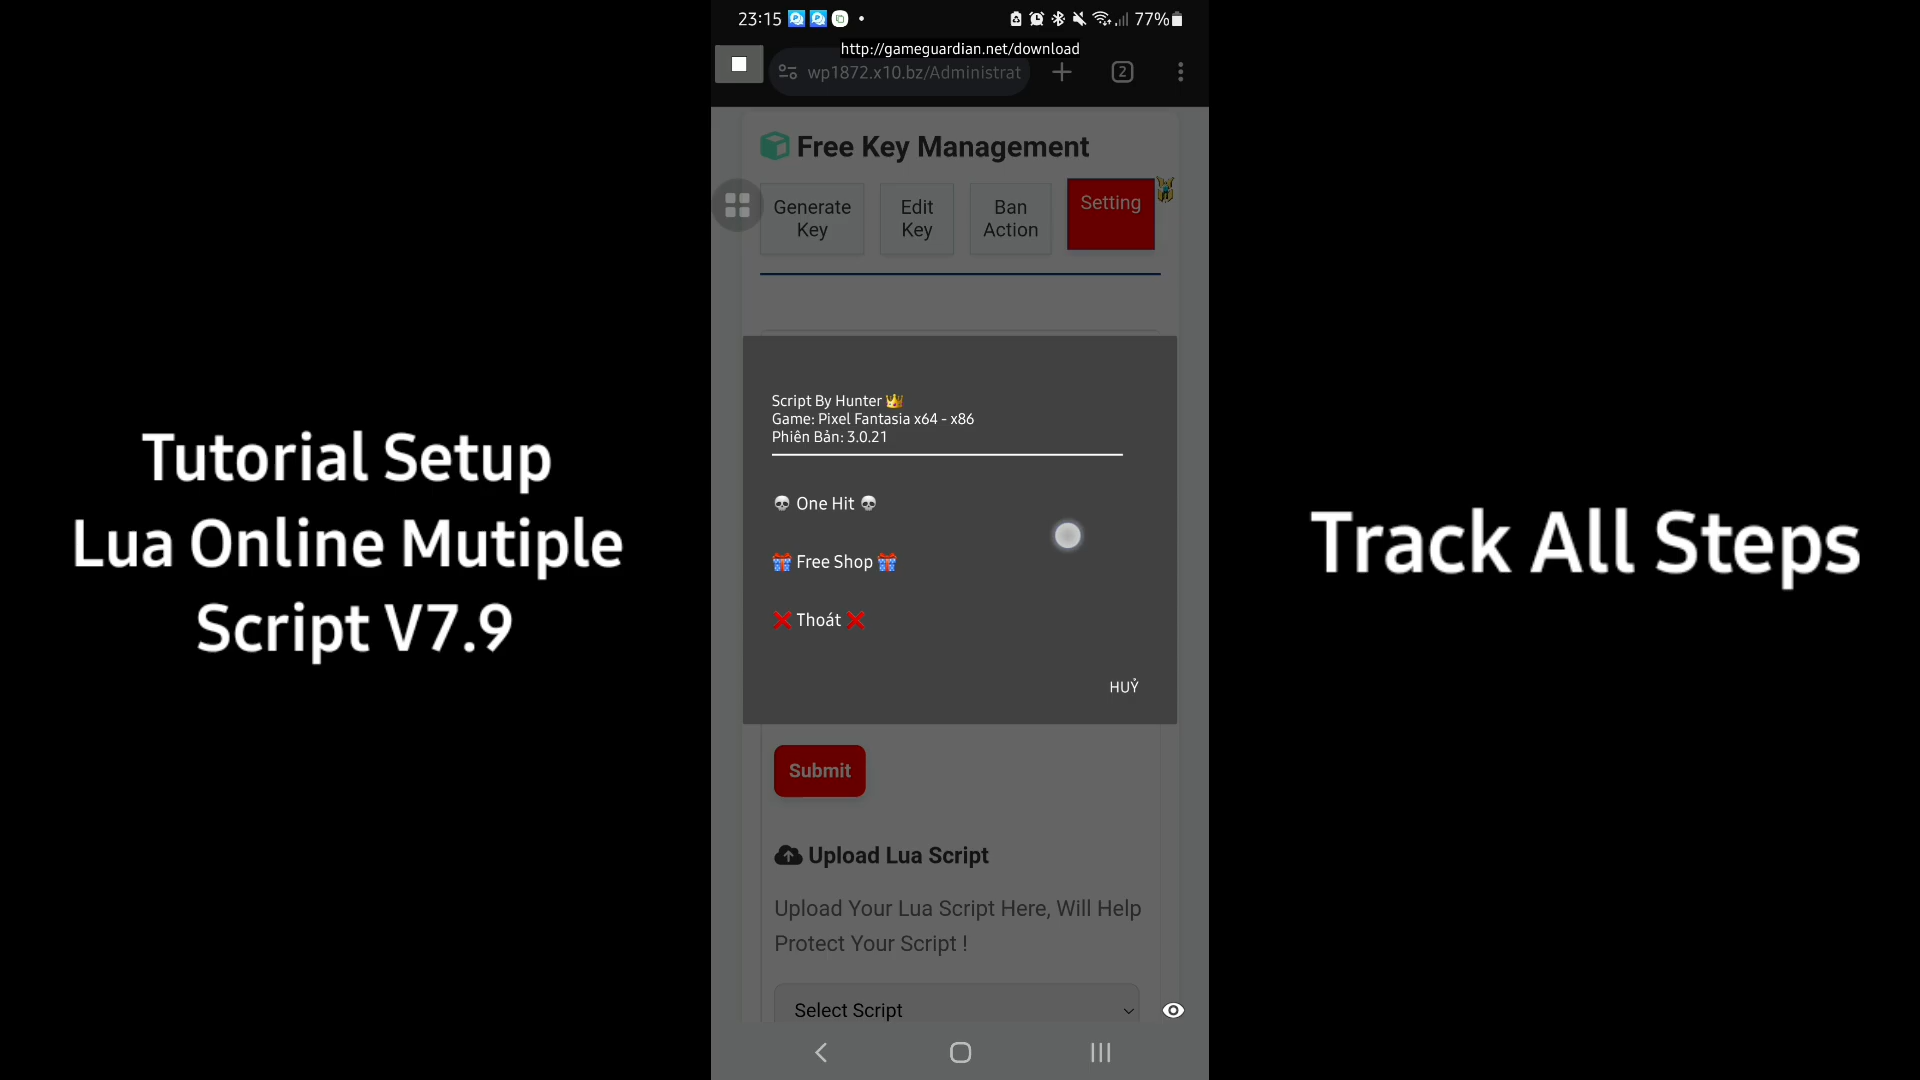 Tutorial Setup
Lua Online Mutiple
Script V7.9
23:15
77%
http://gameguardian.net/download
wp1872.x10.bz/Administrat
2
Free Key Management
Generate
Key
Edit
Key
Ban
Action
Setting
Script By Hunter 👑
Game: Pixel Fantasia x64 - x86
Phiên Bản: 3.0.21
💀 One Hit 💀
🎁 Free Shop 🎁
❌ Thoát ❌
HUỶ
Submit
Upload Lua Script
Upload Your Lua Script Here, Will Help
Protect Your Script !
Select Script
Track All Steps